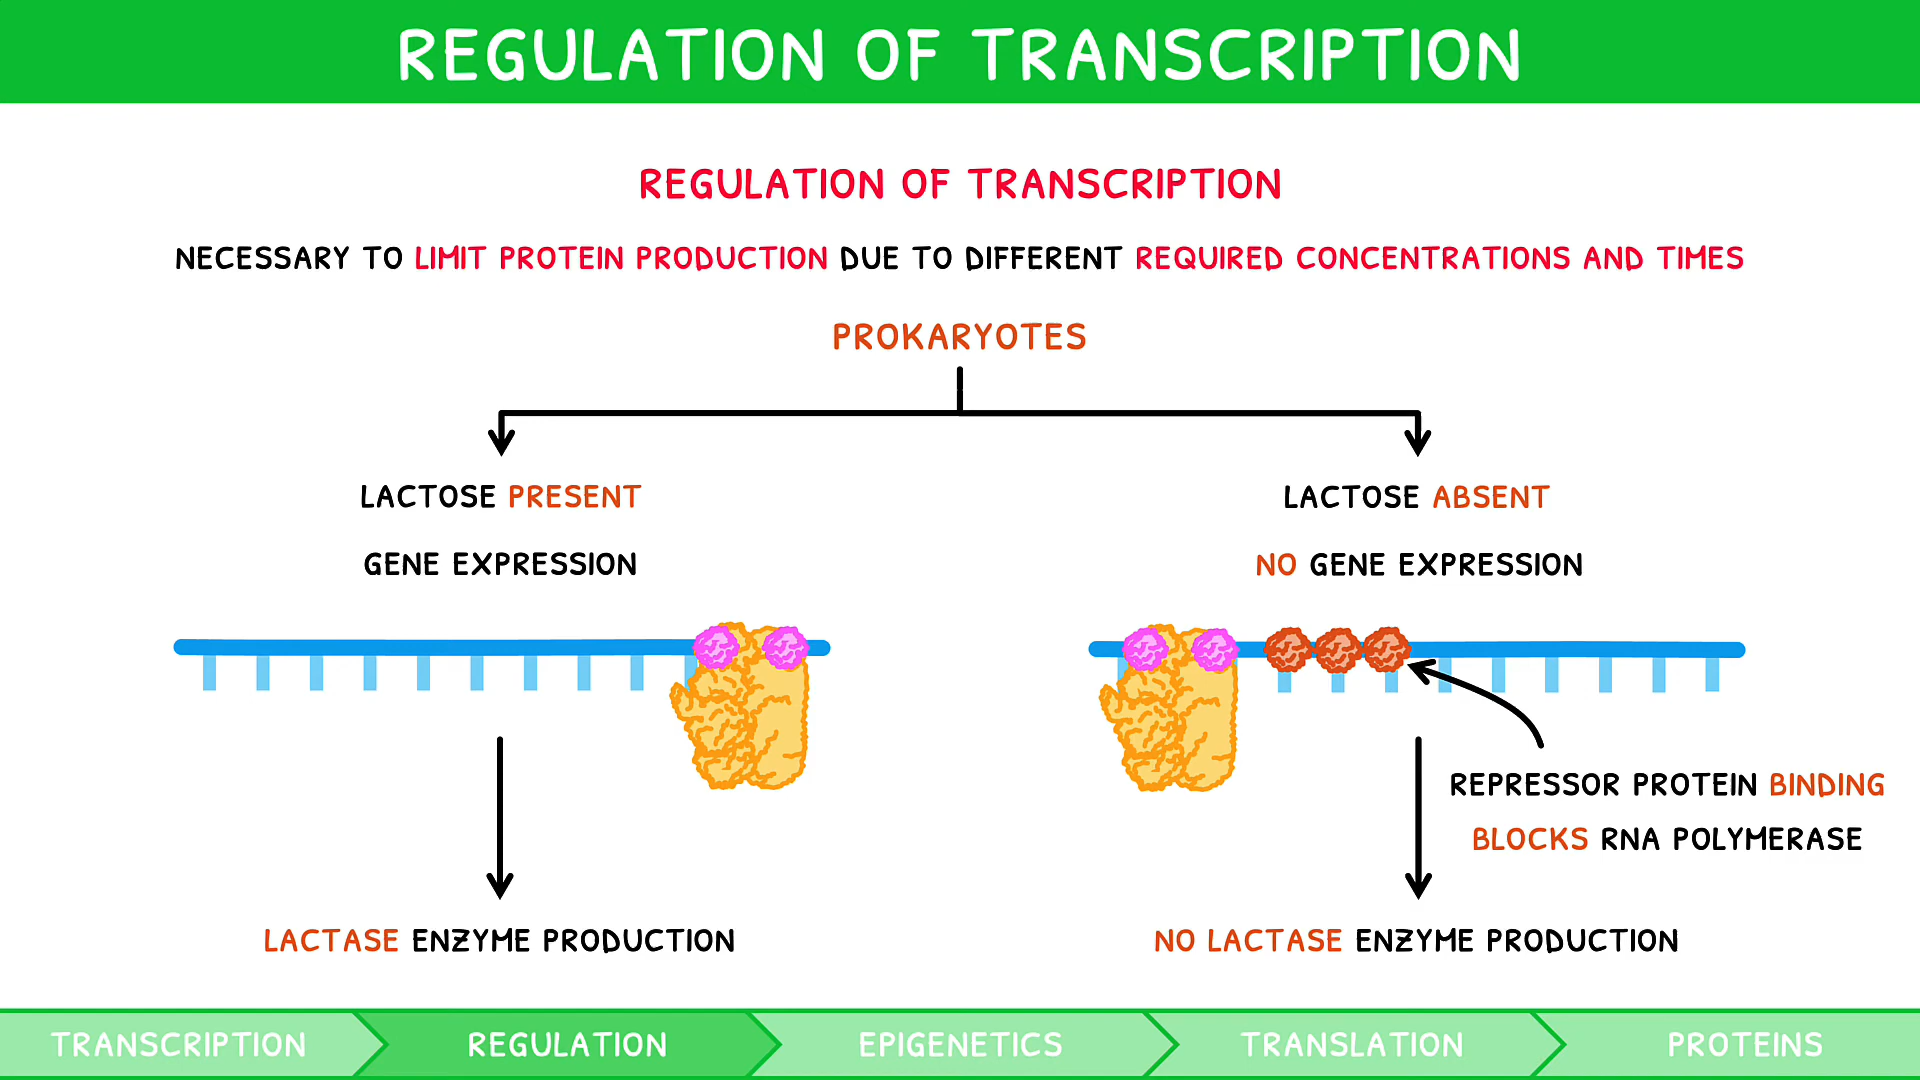 REGULATION OF TRANSCRIPTION
REGULATION OF TRANSCRIPTION
NECESSARY TO LIMIT PROTEIN PRODUCTION DUE TO DIFFERENT REQUIRED CONCENTRATIONS AND TIMES
PROKARYOTES
LACTOSE PRESENT
GENE EXPRESSION
LACTASE ENZYME PRODUCTION
LACTOSE ABSENT
NO GENE EXPRESSION
REPRESSOR PROTEIN BINDING
BLOCKS RNA POLYMERASE
NO LACTASE ENZYME PRODUCTION
TRANSCRIPTION
REGULATION
EPIGENETICS
TRANSLATION
PROTEINS